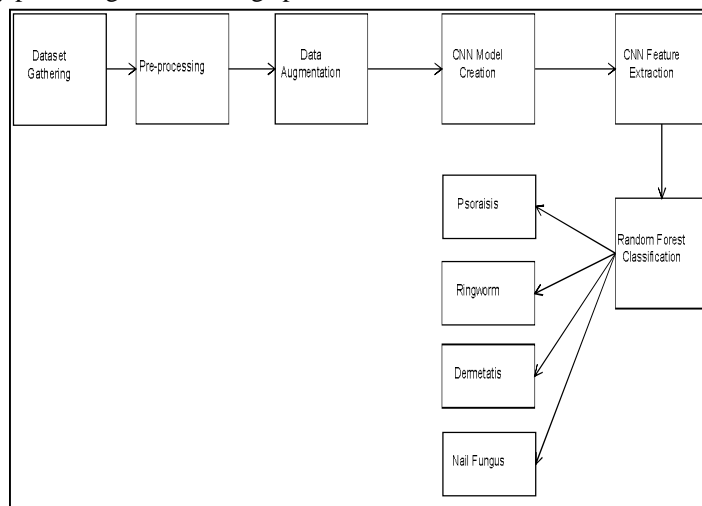 Dataset
Gathering
Pre-processing
Data
Augmentation
CNN Model
Creation
CNN Feature
Extraction
Psoraisis
Random Forest
Classification
Ringworm
Dermetatis
Nail Fungus